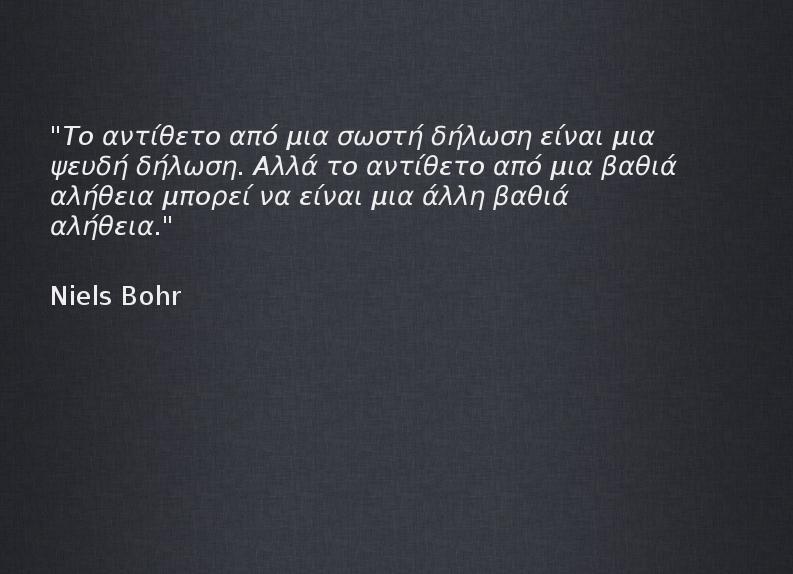 "Το αντίθετο από μια σωστή δήλωση είναι μια
ψευδή δήλωση. Αλλά το αντίθετο από μια βαθιά
αλήθεια μπορεί να είναι μια άλλη βαθιά
αλήθεια."
Niels Bohr